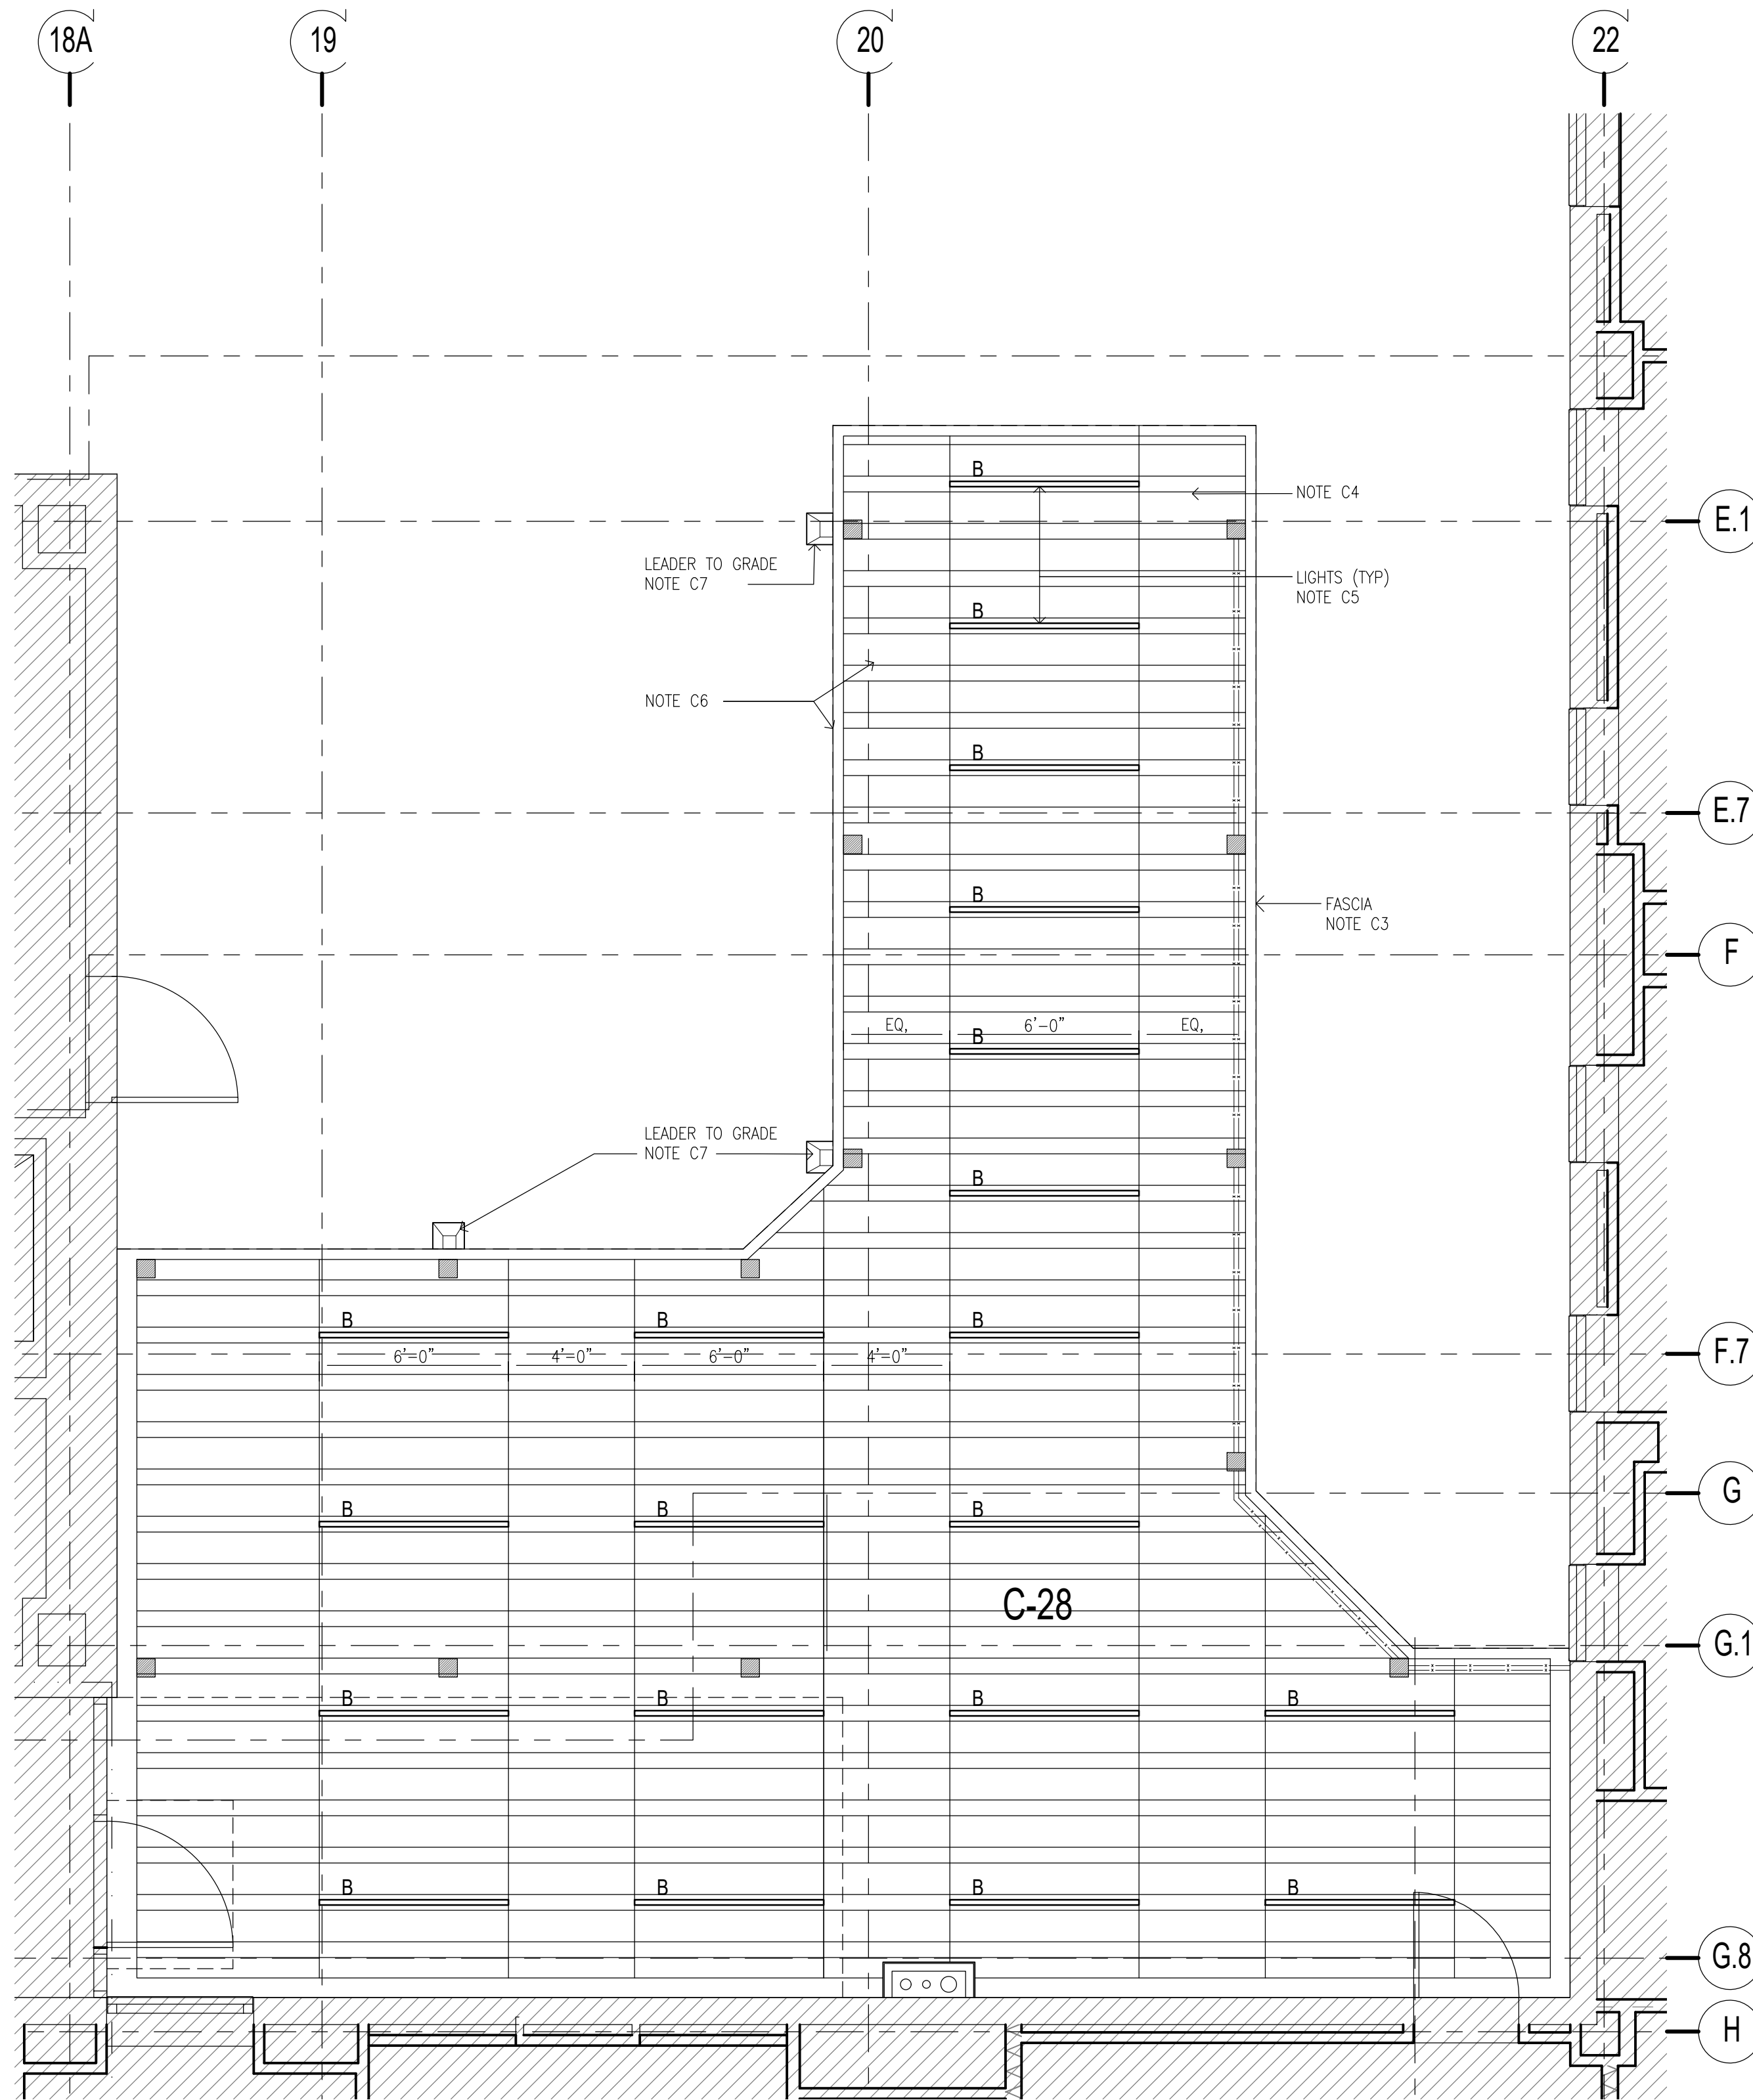 18A
19
20
22
B
NOTE C4
E.1
LEADER TO GRADE
NOTE C7
LIGHTS (TYP)
NOTE C5
B
NOTE C6
B
E.7
B
FASCIA
NOTE C3
F
EQ,
6'-0"
EQ,
B
LEADER TO GRADE
NOTE C7
B
B
B
B
6'-0"
4'-0"
6'-0"
4'-0"
F.7
G
B
B
B
C-28
G.1
B
B
B
B
B
B
B
B
G.8
H